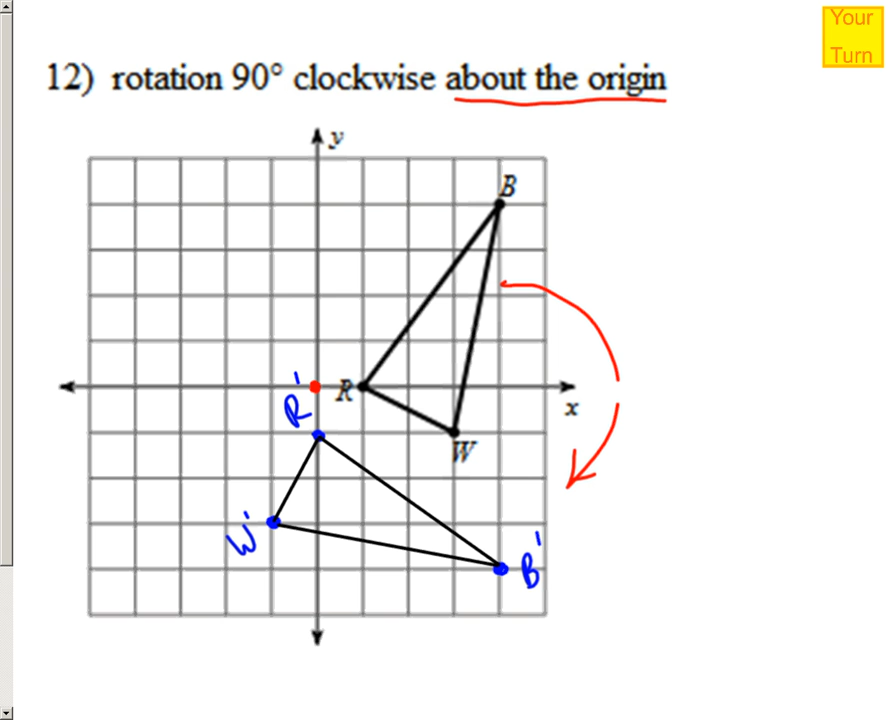 Your
Turn
12) rotation 90° clockwise about the origin
y
B
R
x
R'
W
W'
B'